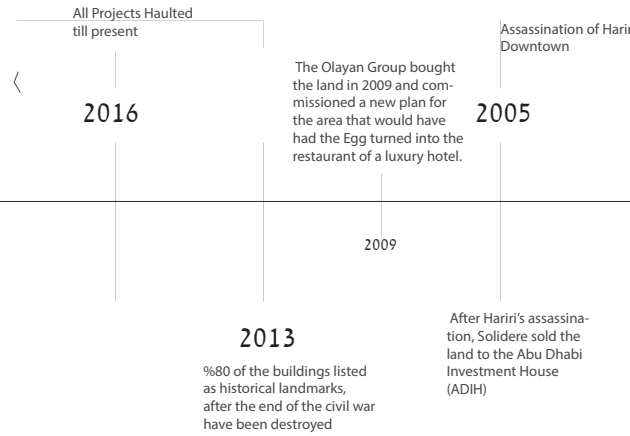 All Projects Haulted
till present
2016
The Olayan Group bought
the land in 2009 and com-
missioned a new plan for
the area that would have
had the Egg turned into the
restaurant of a luxury hotel.
Assassination of Harir
Downtown
2005
2009
2013
%80 of the buildings listed
as historical landmarks,
after the end of the civil war
have been destroyed
After Hariri’s assassina-
tion, Solidere sold the
land to the Abu Dhabi
Investment House
(ADIH)